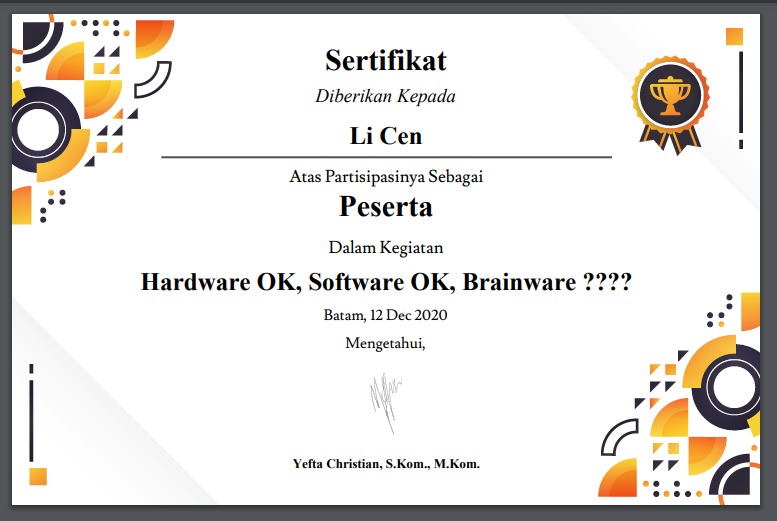 Sertifikat
Diberikan Kepada
Li Cen
Atas Partisipasinya Sebagai
Peserta
Dalam Kegiatan
Hardware OK, Software OK, Brainware ????
Batam, 12 Dec 2020
Mengetahui,
Yefta Christian, S.Kom., M.Kom.